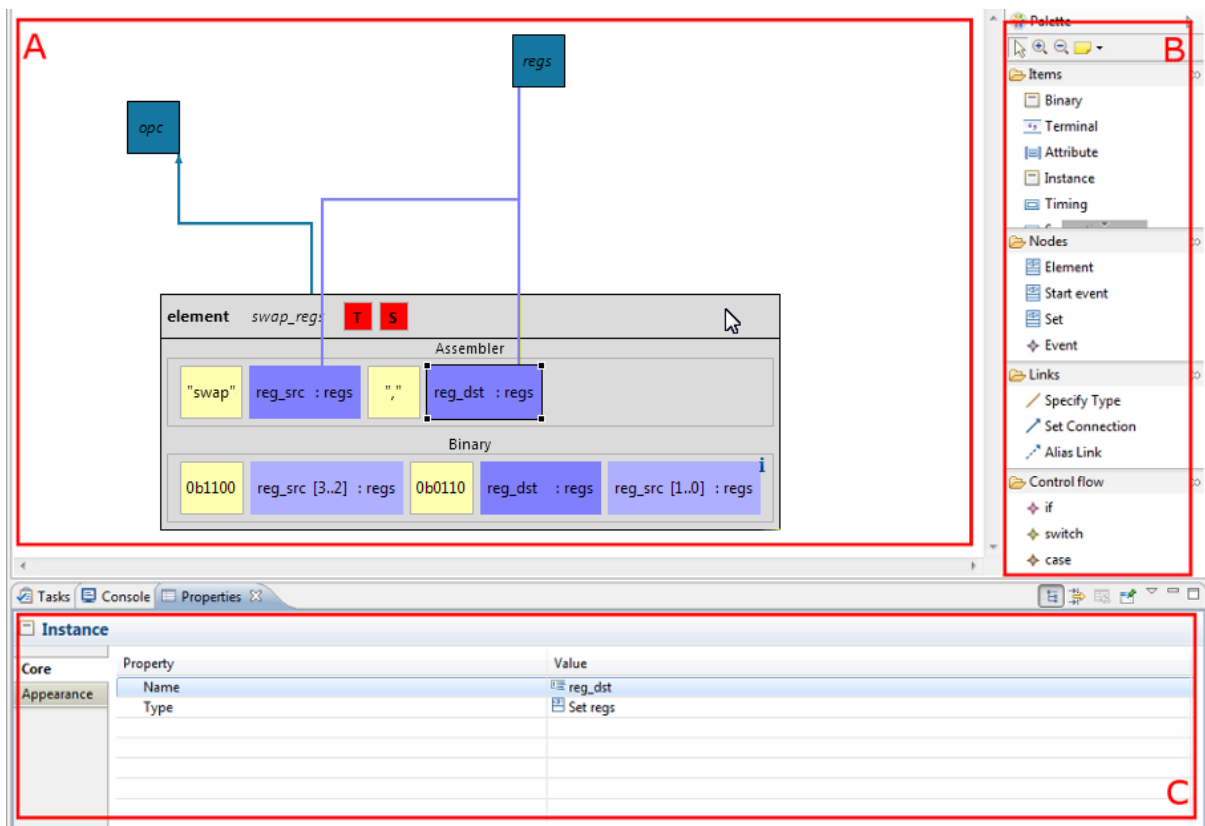 A
regs
opc
element swap_regs T S
Assembler
"swap" reg_src : regs "," reg_dst : regs
Binary
i
0b1100 reg_src [3..2] : regs 0b0110 reg_dst : regs reg_src [1..0] : regs
Palette
B
Items
Binary
Terminal
Attribute
Instance
Timing
Nodes
Element
Start event
Set
Event
Links
Specify Type
Set Connection
Alias Link
Control flow
if
switch
case
Tasks Console Properties
Instance
Core
Appearance
Property Value
Name reg_dst
Type Set regs
C